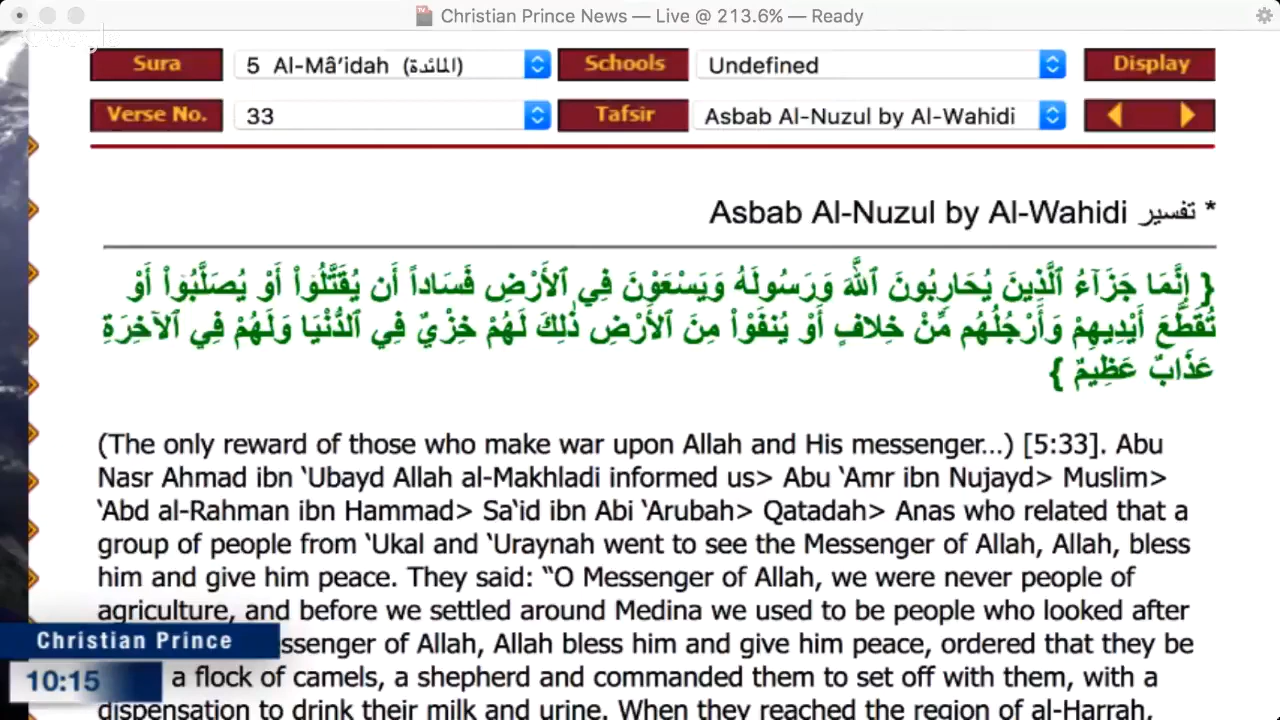 Christian Prince News — Live @ 213.6% — Ready
Google
Sura 5 Al-Mâ'idah (المائدة) Schools Undefined Display
Verse No. 33 Tafsir Asbab Al-Nuzul by Al-Wahidi
* تفسير Asbab Al-Nuzul by Al-Wahidi
{ إِنَّمَا جَزَآءُ ٱلَّذِينَ يُحَارِبُونَ ٱللَّهَ وَرَسُولَهُ وَيَسْعَوْنَ فِي ٱلأَرْضِ فَسَاداً أَن يُقَتَّلُوۤاْ أَوْ يُصَلَّبُوۤاْ أَوْ
تُقَطَّعَ أَيْدِيهِمْ وَأَرْجُلُهُم مِّنْ خِلافٍ أَوْ يُنفَوْاْ مِنَ ٱلأَرْضِ ذٰلِكَ لَهُمْ خِزْيٌ فِي ٱلدُّنْيَا وَلَهُمْ فِي ٱلآخِرَةِ
عَذَابٌ عَظِيمٌ }
(The only reward of those who make war upon Allah and His messenger…) [5:33]. Abu
Nasr Ahmad ibn ‛Ubayd Allah al-Makhladi informed us> Abu ‛Amr ibn Nujayd> Muslim>
‛Abd al-Rahman ibn Hammad> Sa‛id ibn Abi ‛Arubah> Qatadah> Anas who related that a
group of people from ‛Ukal and ‛Uraynah went to see the Messenger of Allah, Allah, bless
him and give him peace. They said: “O Messenger of Allah, we were never people of
agriculture, and before we settled around Medina we used to be people who looked after
ssenger of Allah, Allah bless him and give him peace, ordered that they be
a flock of camels, a shepherd and commanded them to set off with them, with a
dispensation to drink their milk and urine. When they reached the region of al-Harrah,
Christian Prince
10:15